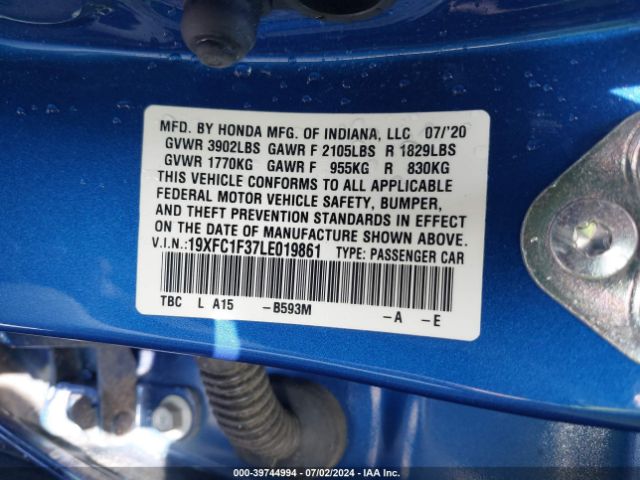 MFD. BY HONDA MFG. OF INDIANA, LLC 07/'20
GVWR 3902LBS GAWR F 2105LBS R 1829LBS
GVWR 1770KG GAWR F 955KG R 830KG
THIS VEHICLE CONFORMS TO ALL APPLICABLE
FEDERAL MOTOR VEHICLE SAFETY, BUMPER,
AND THEFT PREVENTION STANDARDS IN EFFECT
ON THE DATE OF MANUFACTURE SHOWN ABOVE.
V.I.N.:19XFC1F37LE019861 TYPE: PASSENGER CAR
TBC L A15 -B593M -A -E
© IN: 39744994 | 07/02/2024 | IAA Inc.